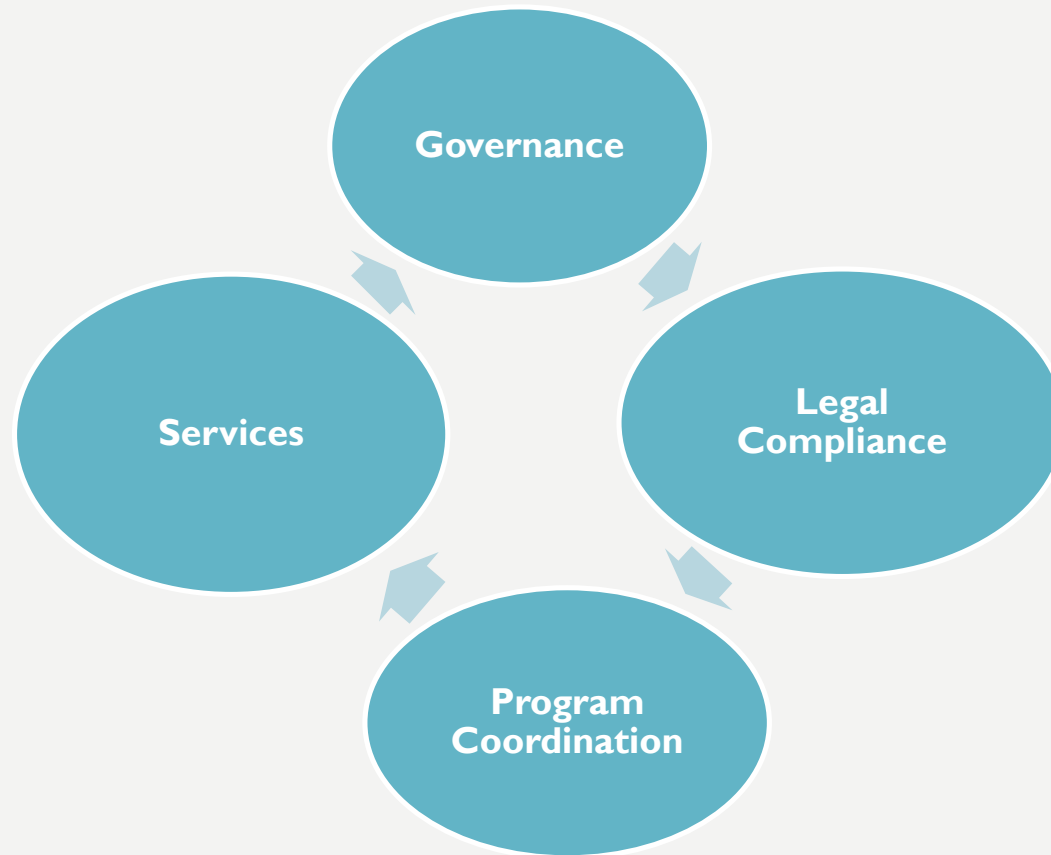 Governance
Legal
Compliance
Program
Coordination
Services